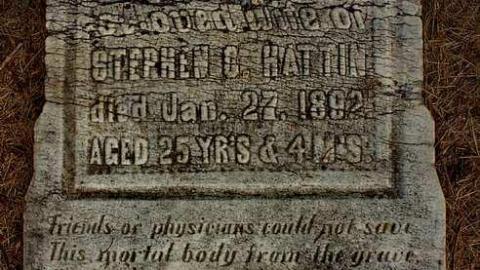 wife of
STEPHEN C. HATTIN
died Jan. 27, 1892
AGED 25 YR'S & 4 M'S.
Friends or physicians could not save
This mortal body from the grave,